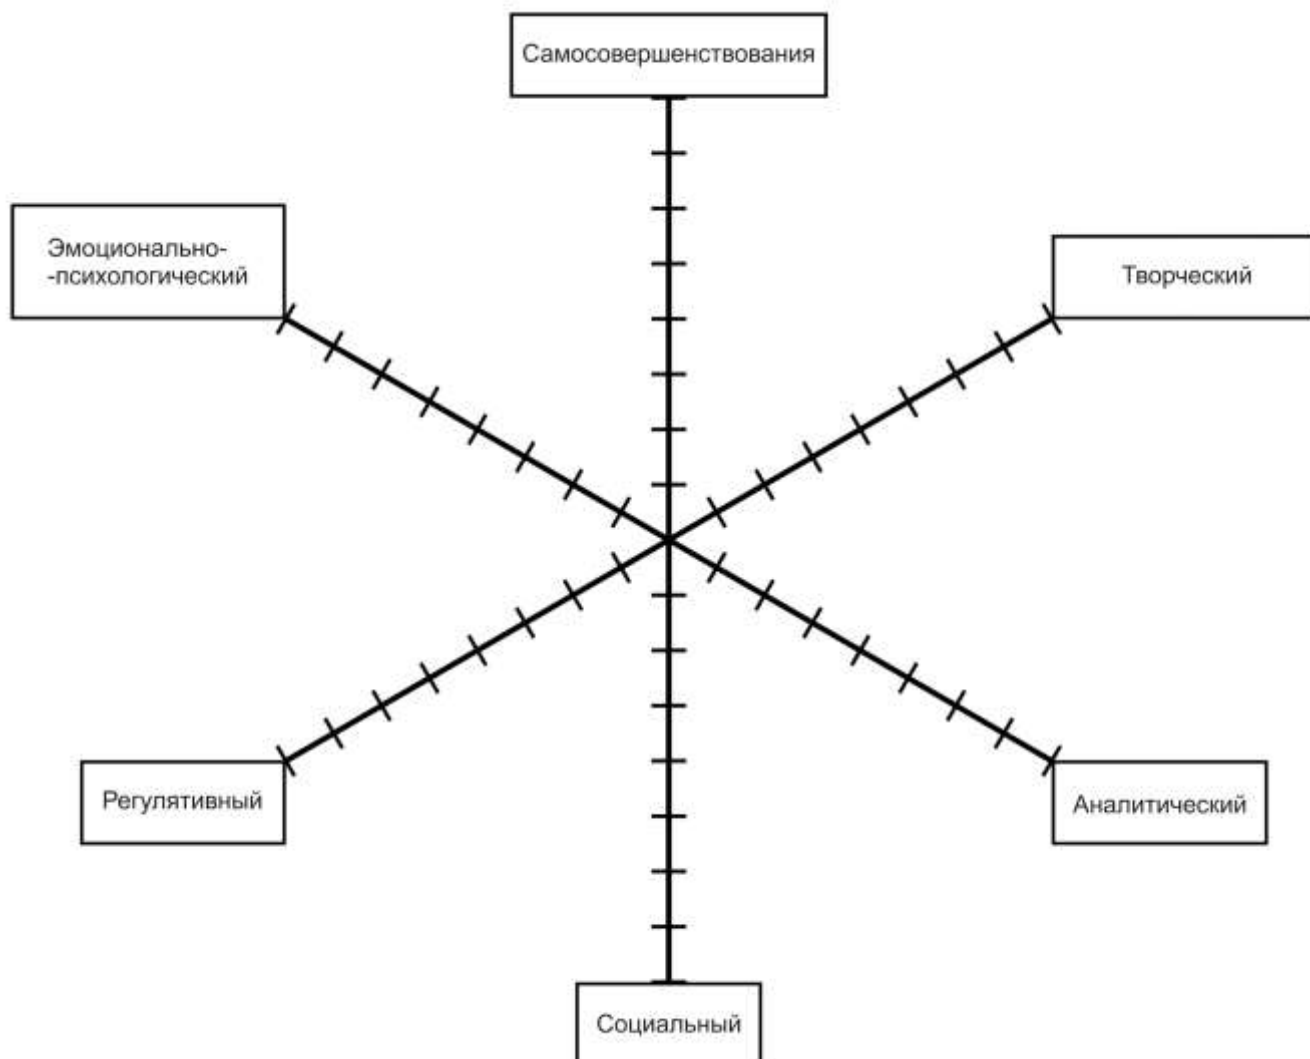 Самосовершенствования
Эмоционально-
-психологический
Творческий
Регулятивный
Аналитический
Социальный